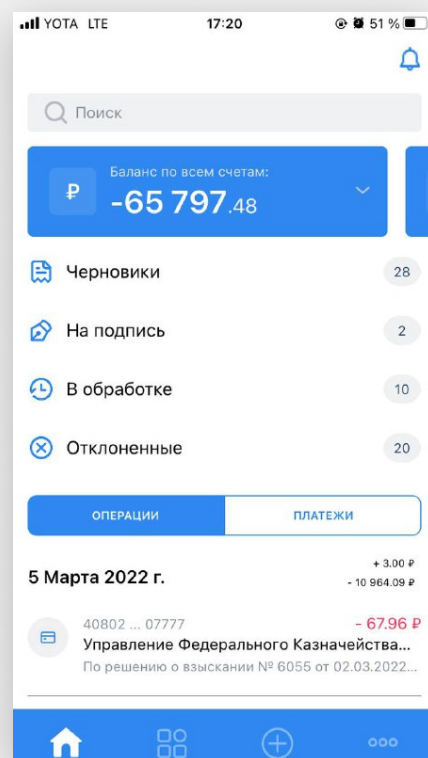 YOTA LTE 17:20 51 %
Поиск
Баланс по всем счетам:
₽ -65 797.48
Черновики 28
На подпись 2
В обработке 10
Отклоненные 20
ОПЕРАЦИИ ПЛАТЕЖИ
+ 3.00 ₽
5 Марта 2022 г.
- 10 964.09 ₽
40802 ... 07777 - 67.96 ₽
Управление Федерального Казначейства...
По решению о взыскании № 6055 от 02.03.2022...